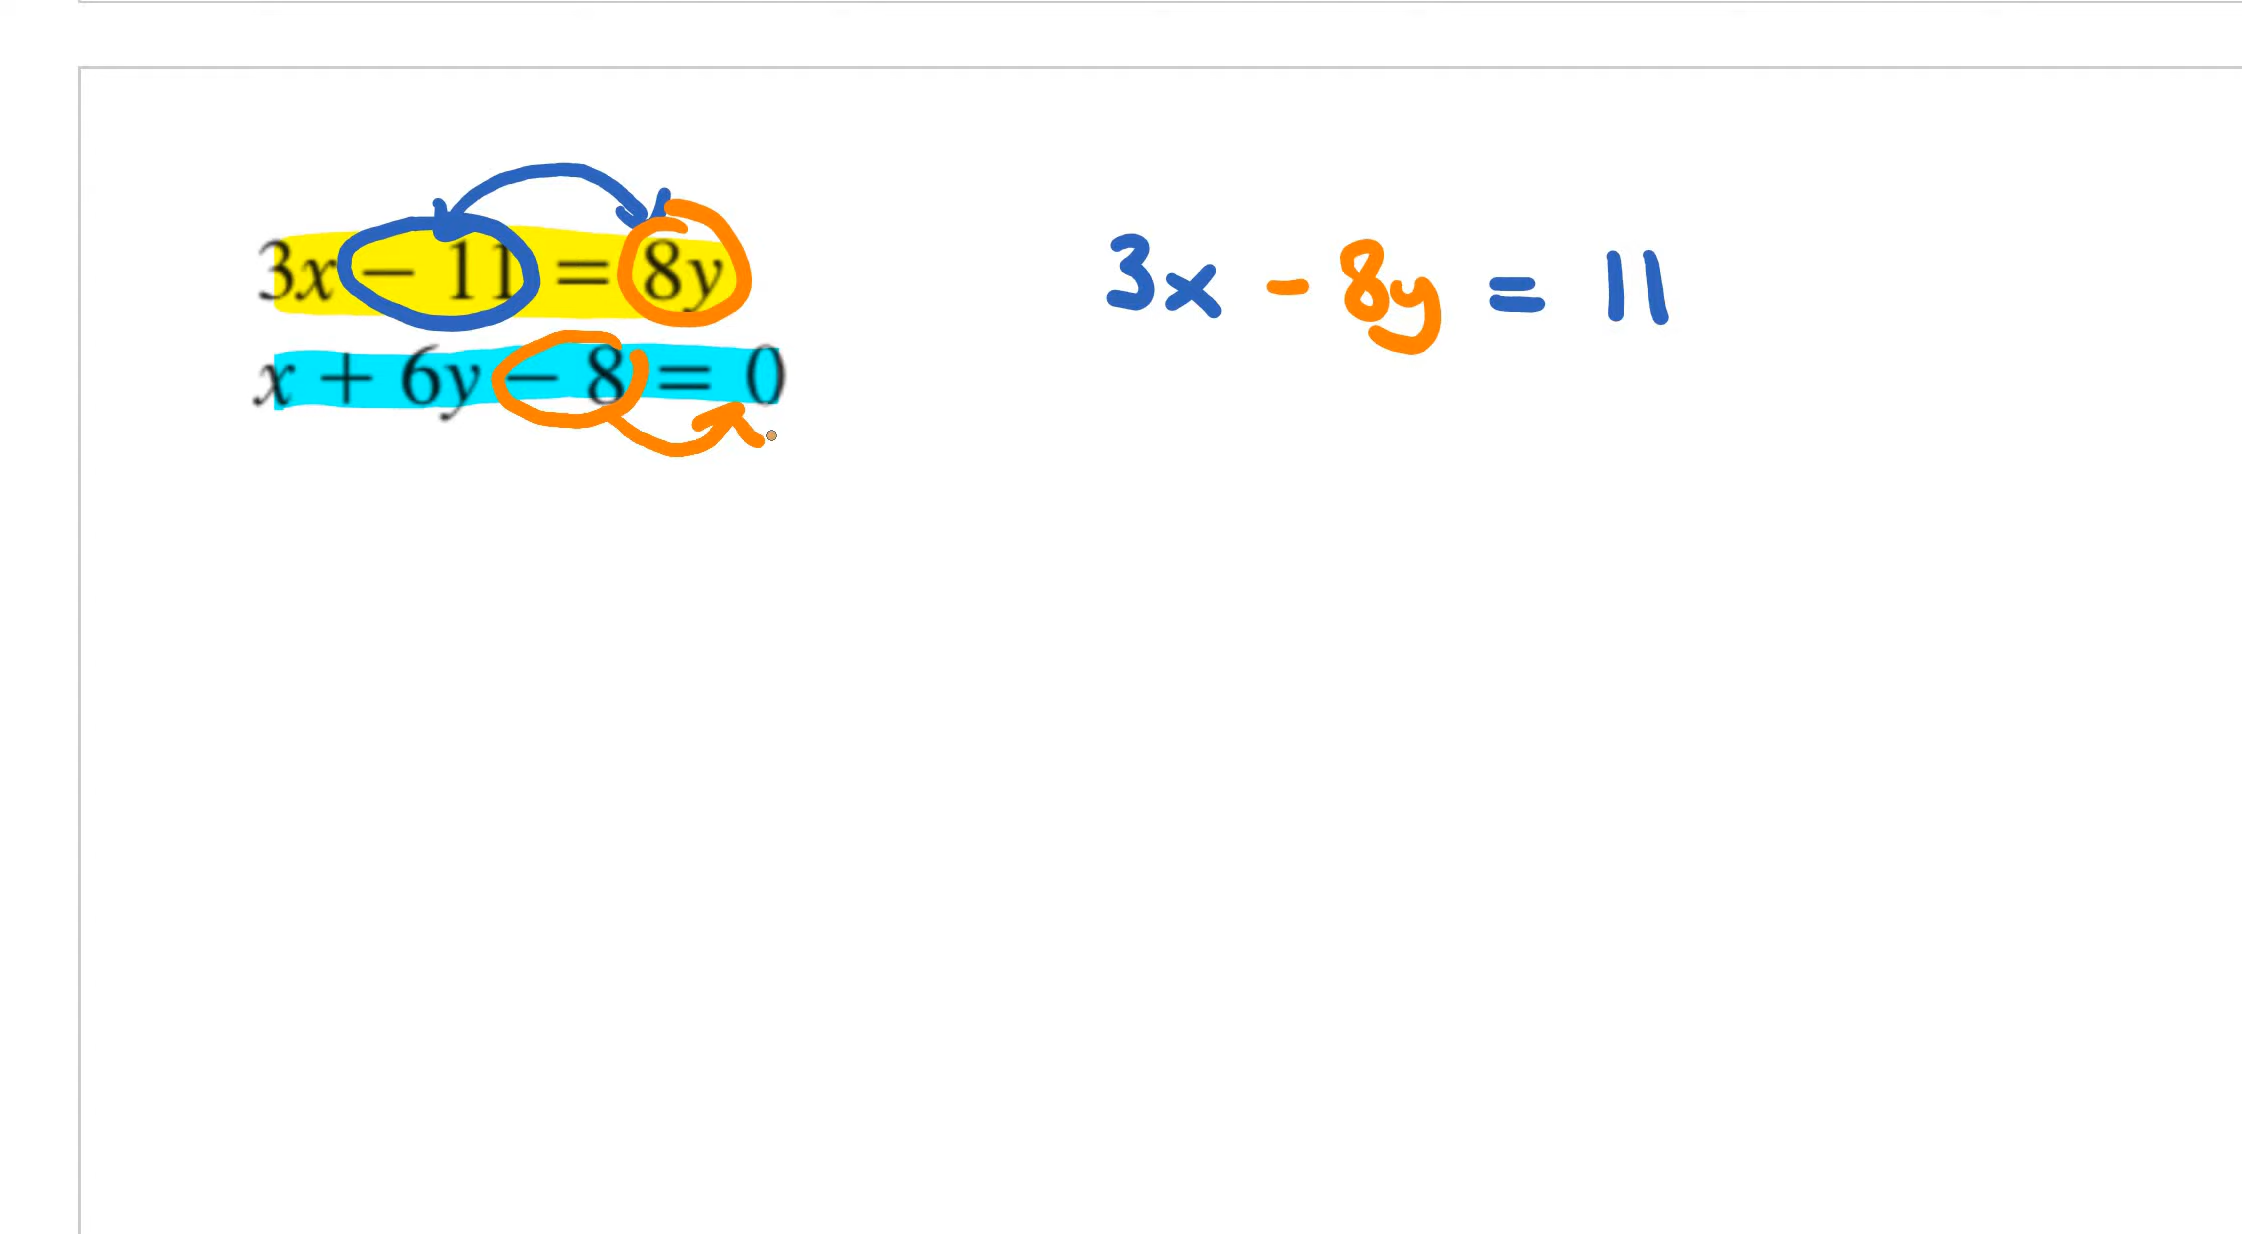 3x − 11 = 8y
3x - 8y = 11
x + 6y − 8 = 0